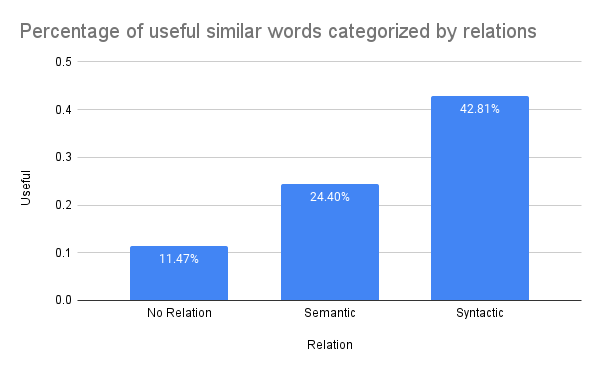 Percentage of useful similar words categorized by relations
0.5
0.4
0.3
0.2
0.1
0.0
Useful
11.47%
24.40%
42.81%
No Relation
Semantic
Syntactic
Relation